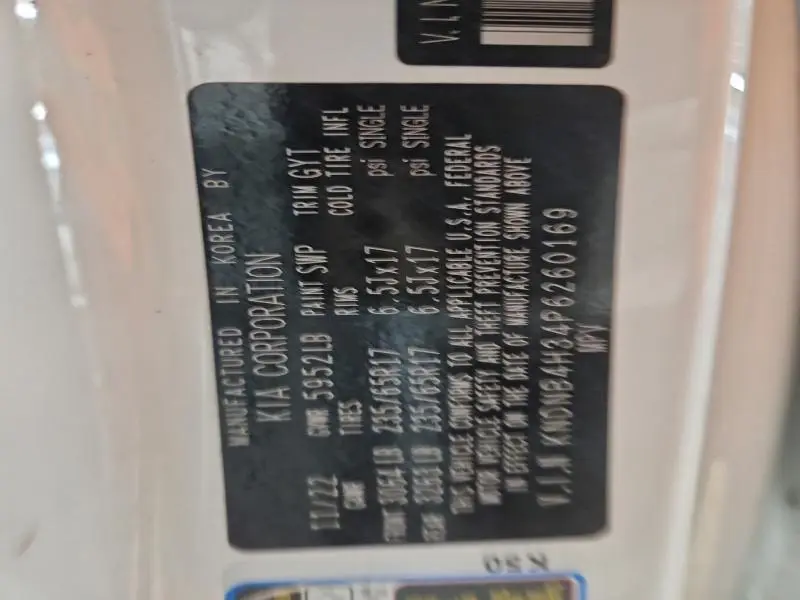 V.I.N
MANUFACTURED IN KOREA BY
KIA CORPORATION
11/22 GVWR 5952LB PAINT SWP TRIM GYT
GAWR TIRES RIMS COLD TIRE INFL
FRONT 3064LB 235/65R17 6.5Jx17 psi SINGLE
REAR 235/65R17 6.5Jx17 psi SINGLE
THIS VEHICLE CONFORMS TO ALL APPLICABLE U.S.A. FEDERAL
MOTOR VEHICLE SAFETY AND THEFT PREVENTION STANDARDS
IN EFFECT ON THE DATE OF MANUFACTURE SHOWN ABOVE
V.I.N KNDNB4H34P6260169
MPV